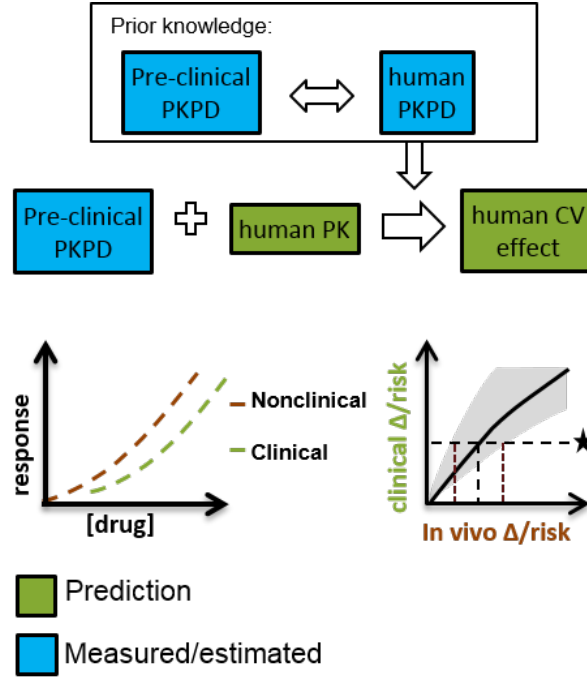 Prior knowledge:
Pre-clinical
PKPD
human
PKPD
Pre-clinical
PKPD
human PK
human CV
effect
response
[drug]
Nonclinical
Clinical
clinical Δ/risk
In vivo Δ/risk
Prediction
Measured/estimated